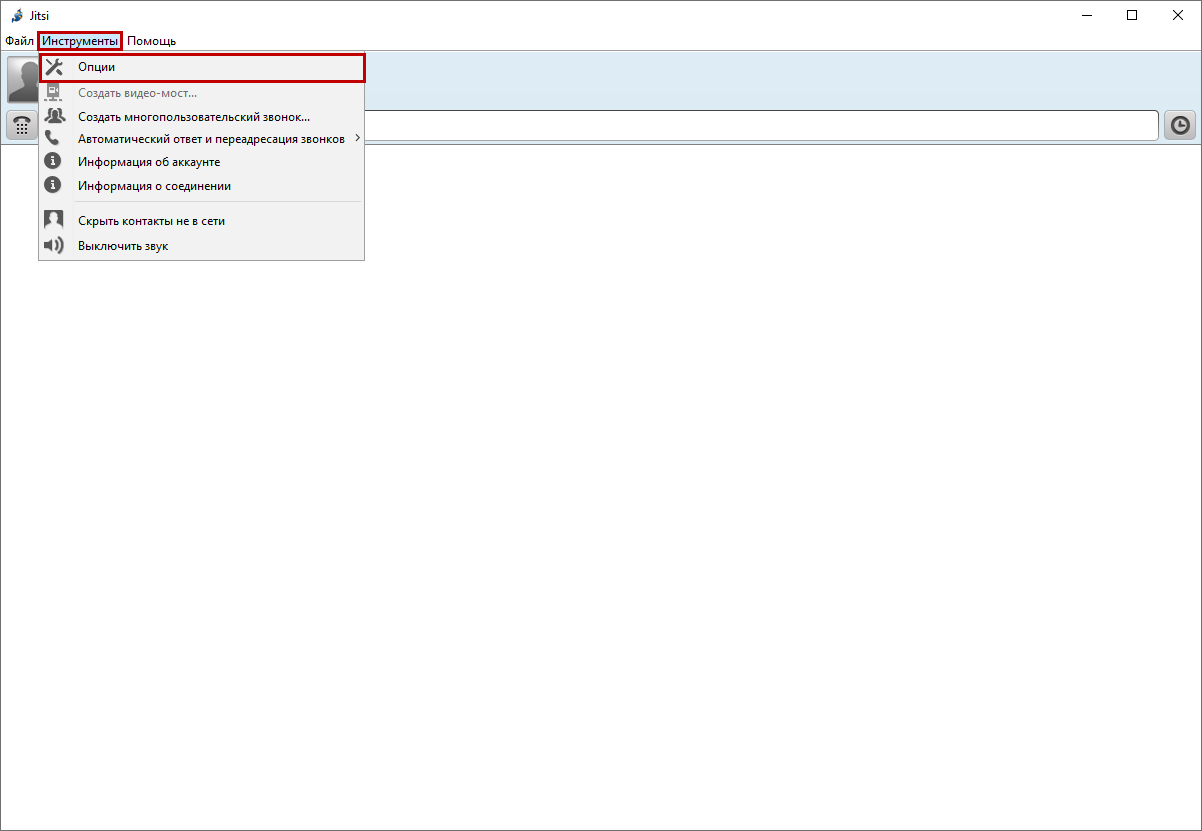 Jitsi
Файл Инструменты Помощь
Опции
Создать видео-мост...
Создать многопользовательский звонок...
Автоматический ответ и переадресация звонков
Информация об аккаунте
Информация о соединении
Скрыть контакты не в сети
Выключить звук